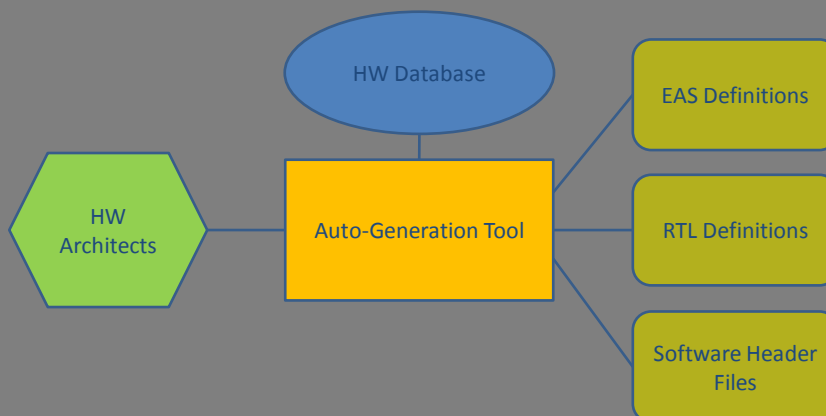 HW Database
EAS Definitions
HW
Architects
Auto-Generation Tool
RTL Definitions
Software Header
Files